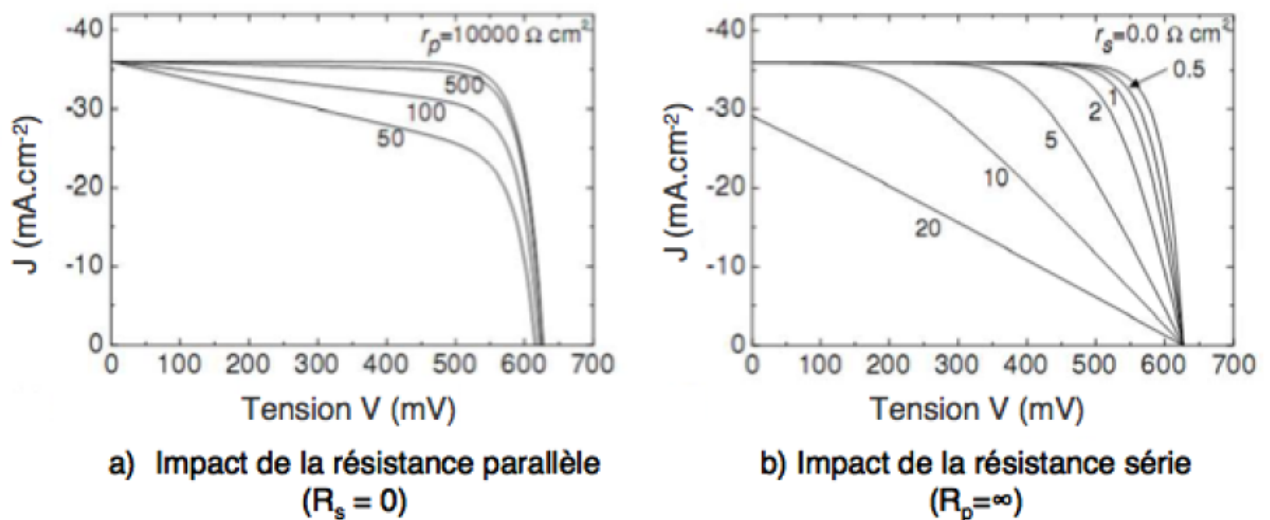 J (mA.cm⁻²)
-40
-30
-20
-10
0
rₚ=10000 Ω cm²
500
100
50
0 100 200 300 400 500 600 700
Tension V (mV)
a) Impact de la résistance parallèle
(Rₛ = 0)
J (mA.cm⁻²)
-40
-30
-20
-10
0
rₛ=0.0 Ω cm²
0.5
1
2
5
10
20
0 100 200 300 400 500 600 700
Tension V (mV)
b) Impact de la résistance série
(Rₚ=∞)